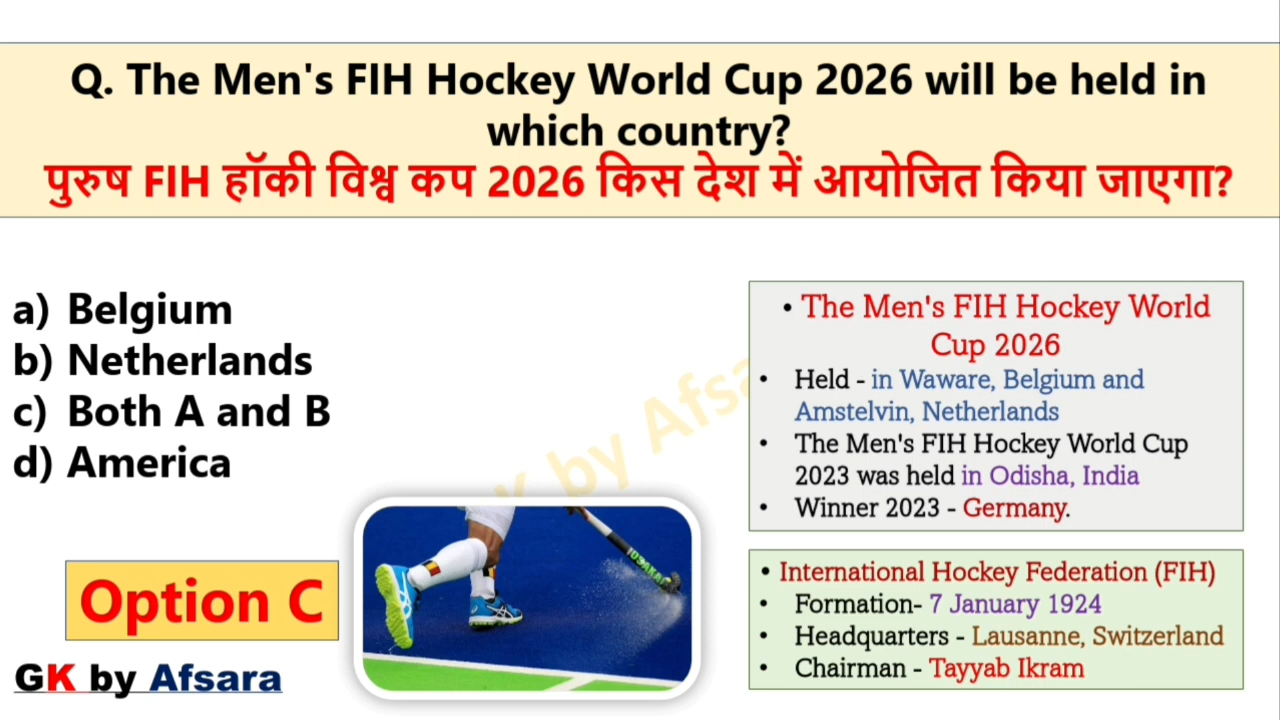 Q. The Men's FIH Hockey World Cup 2026 will be held in
which country?
पुरुष FIH हॉकी विश्व कप 2026 किस देश में आयोजित किया जाएगा?
a) Belgium
b) Netherlands
c) Both A and B
d) America
Option C
GK by Afsara
• The Men's FIH Hockey World
Cup 2026
• Held - in Waware, Belgium and
Amstelvin, Netherlands
• The Men's FIH Hockey World Cup
2023 was held in Odisha, India
• Winner 2023 - Germany.
• International Hockey Federation (FIH)
• Formation- 7 January 1924
• Headquarters - Lausanne, Switzerland
• Chairman - Tayyab Ikram
K by Afsa